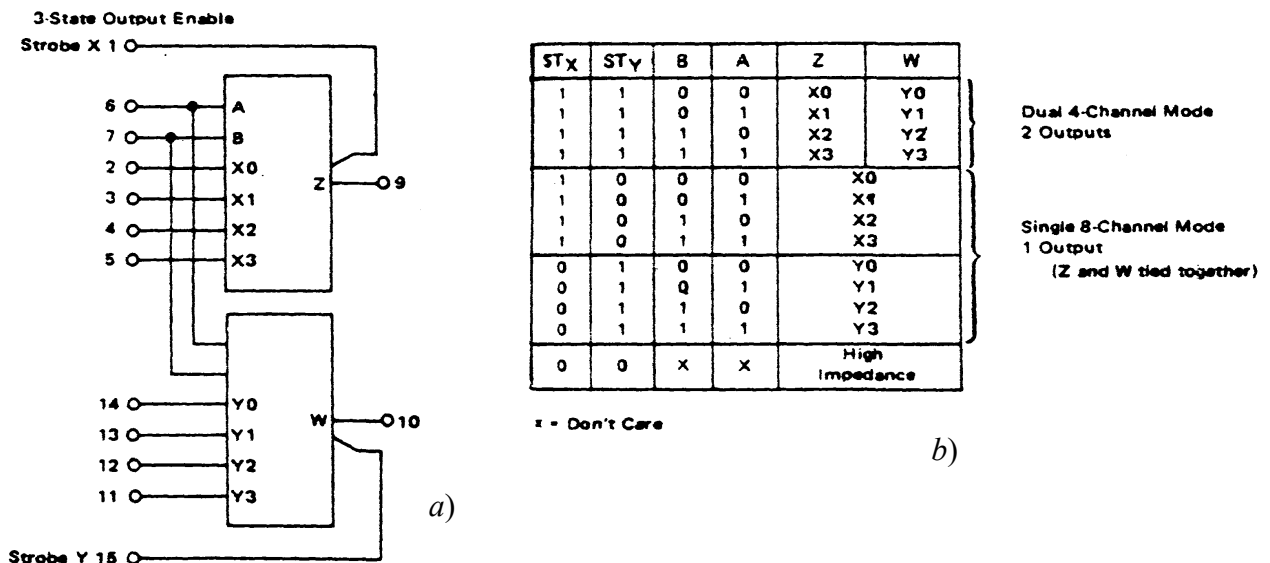 3-State Output Enable
Strobe X 1
6 A
7 B
2 X0
3 X1
4 X2
5 X3
Z 9
14 Y0
13 Y1
12 Y2
11 Y3
W 10
Strobe Y 15
a)
STX STY B A Z W
1 1 0 0 X0 Y0
1 1 0 1 X1 Y1
1 1 1 0 X2 Y2
1 1 1 1 X3 Y3
1 0 0 0 X0
1 0 0 1 X1
1 0 1 0 X2
1 0 1 1 X3
0 1 0 0 Y0
0 1 0 1 Y1
0 1 1 0 Y2
0 1 1 1 Y3
0 0 X X High
Impedance
Dual 4-Channel Mode
2 Outputs
Single 8-Channel Mode
1 Output
(Z and W tied together)
x = Don't Care
b)